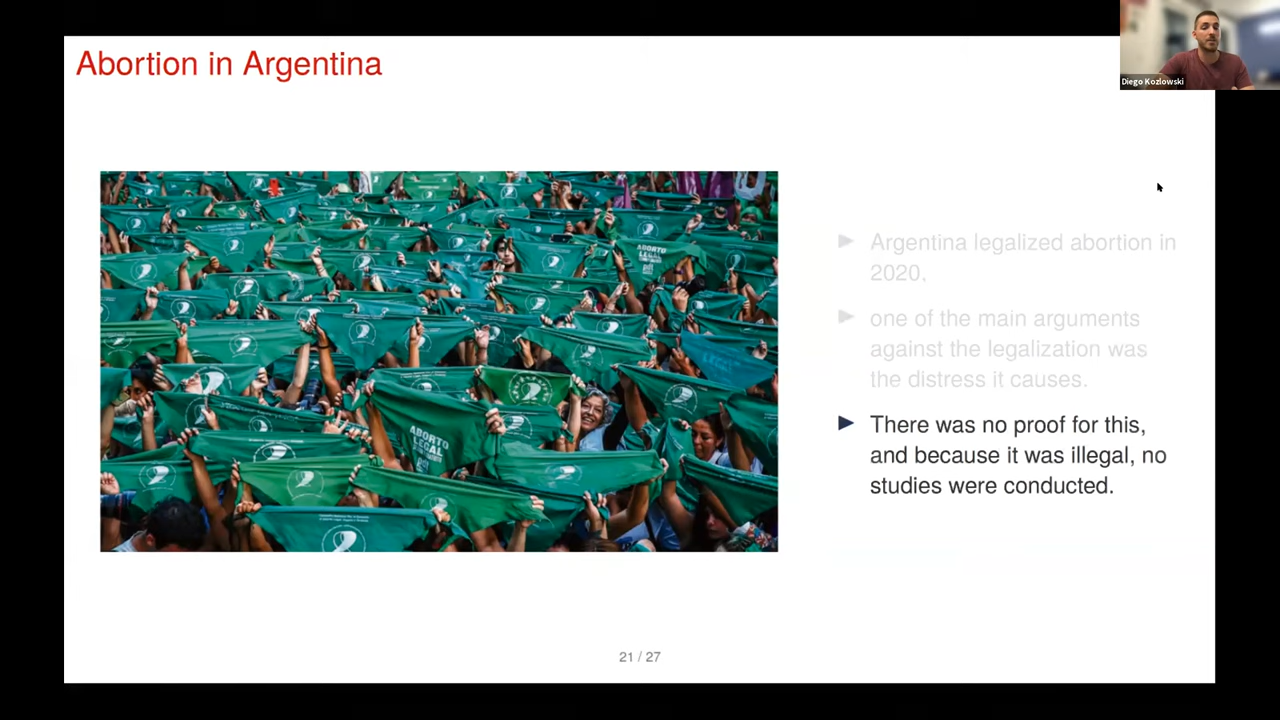 Abortion in Argentina
Diego Kozlowski
ABORTO
LEGAL
ABORTO
LEGAL
Argentina legalized abortion in
2020,
one of the main arguments
against the legalization was
the distress it causes.
There was no proof for this,
and because it was illegal, no
studies were conducted.
21 / 27